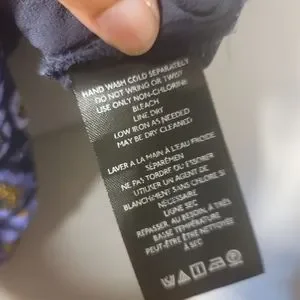 HAND WASH COLD SEPARATELY
DO NOT WRING OR TWIST
USE ONLY NON-CHLORINE
BLEACH
LINE DRY
LOW IRON AS NEEDED
MAY BE DRY CLEANED
LAVER A LA MAIN À L'EAU FROIDE
SÉPARÉMEN
NE PAS TORDRE OU ETSORER
UTILISER UN AGENT DE
BLANCHIMENT SANS CHLORE SI
NÉCESSAIRE
LIGNE SEC
REPASSER AU BESOIN, À TRÈS
BASSE TEMPÉRATURE
PEUT-ÊTRE ÊTRE NETTOYÉ
À SEC